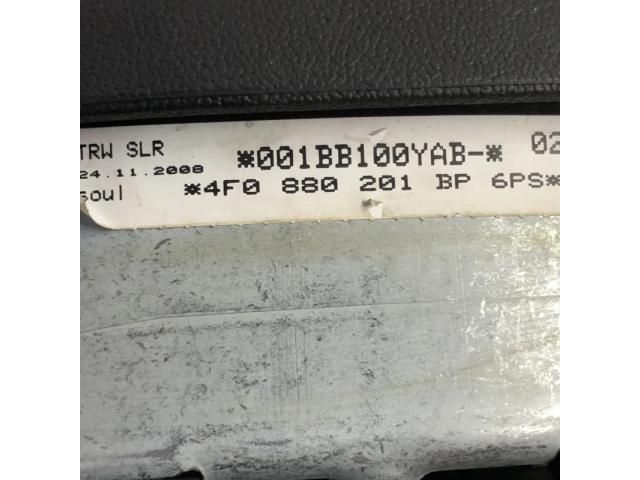 TRW SLR *001BB100YAB-* 02
24.11.2008
soul *4F0 880 201 BP 6PS*